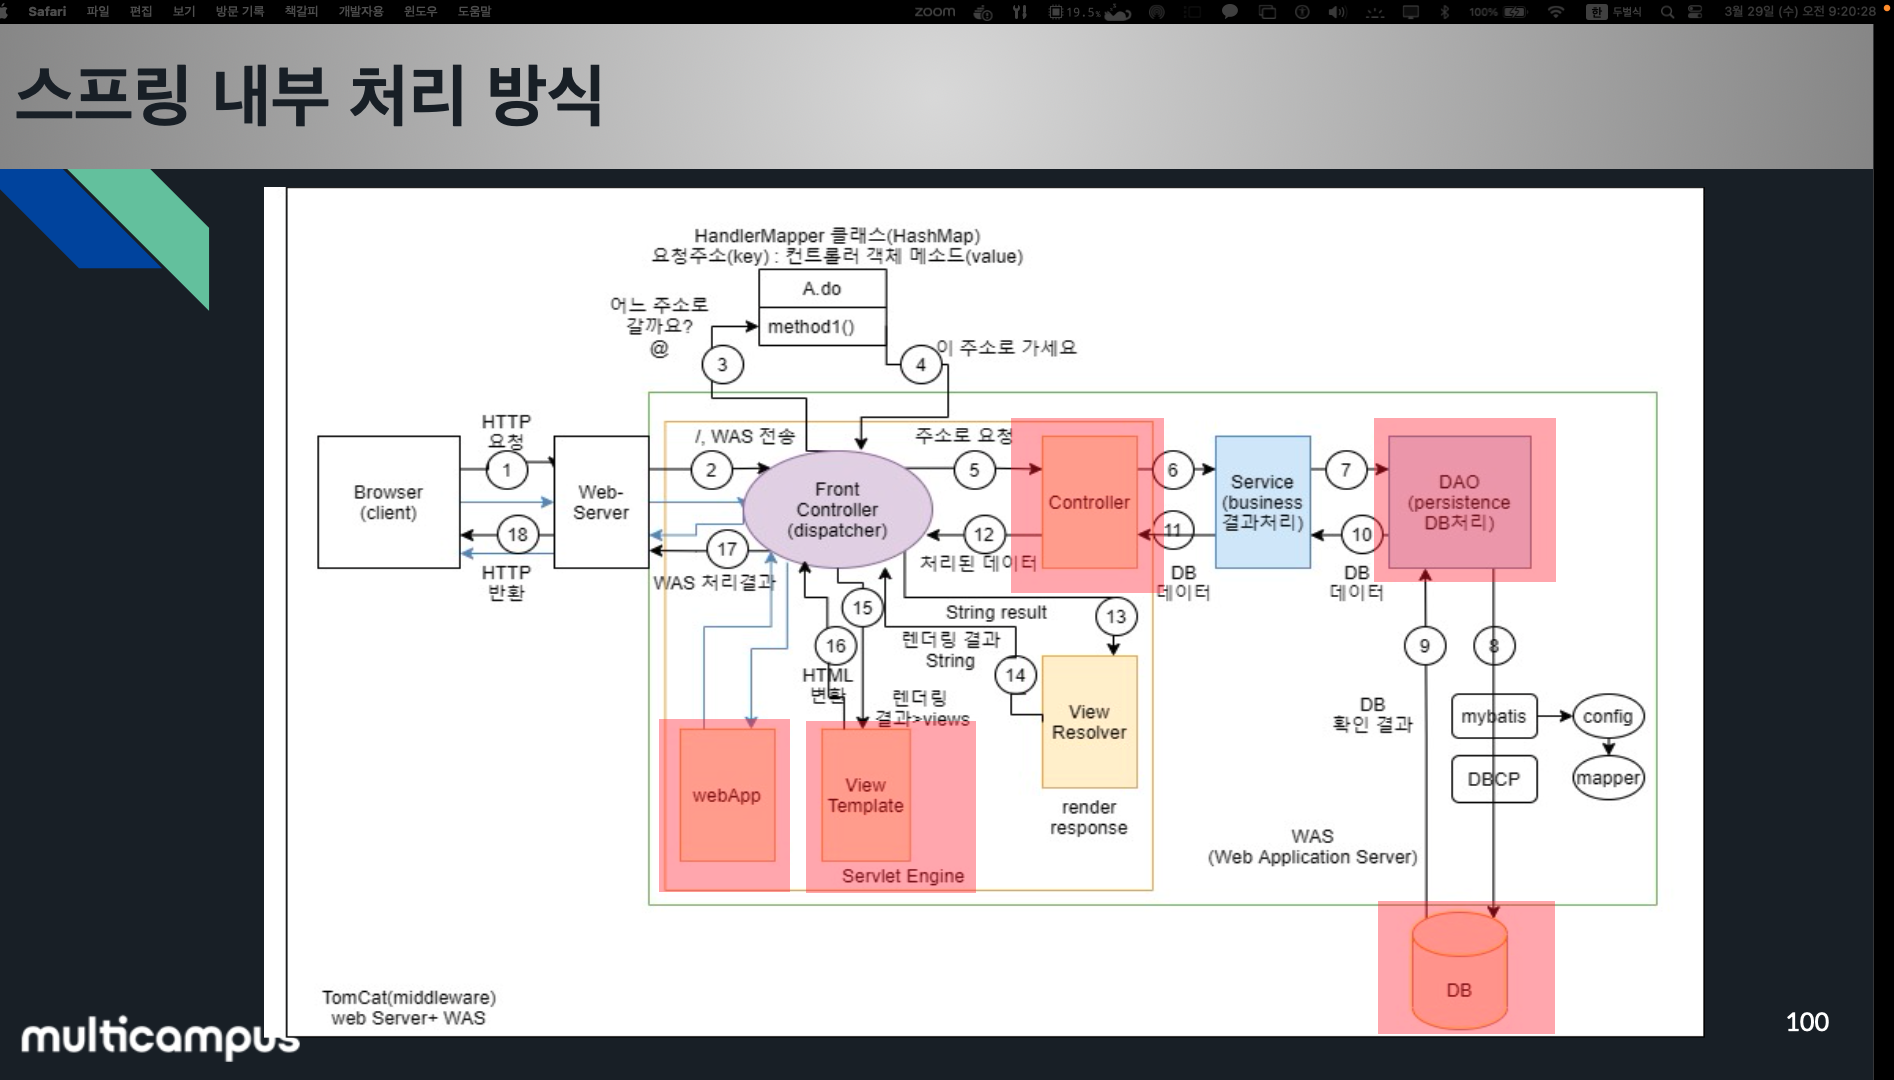 Safari 파일 편집 보기 방문 기록 책갈피 개발자용 윈도우 도움말
zoom 19.5% 100% 한 두벌식 3월 29일 (수) 오전 9:20:28
스프링 내부 처리 방식
HandlerMapper 클래스(HashMap)
요청주소(key) : 컨트롤러 객체 메소드(value)
A.do
method1()
어느 주소로
갈까요?
@
3
4
이 주소로 가세요
HTTP
요청
1
/, WAS 전송
2
주소로 요청
5
6
7
Browser
(client)
Web-
Server
Front
Controller
(dispatcher)
Controller
Service
(business
결과처리)
DAO
(persistence
DB처리)
18
17
12
11
10
HTTP
반환
WAS 처리결과
처리된 데이터
DB
데이터
DB
데이터
15
String result
13
16
렌더링 결과
String
14
9
8
HTML
변환
렌더링
결과>views
View
Resolver
DB
확인 결과
mybatis
config
DBCP
mapper
webApp
View
Template
render
response
WAS
(Web Application Server)
Servlet Engine
DB
TomCat(middleware)
web Server+ WAS
multicampus
100